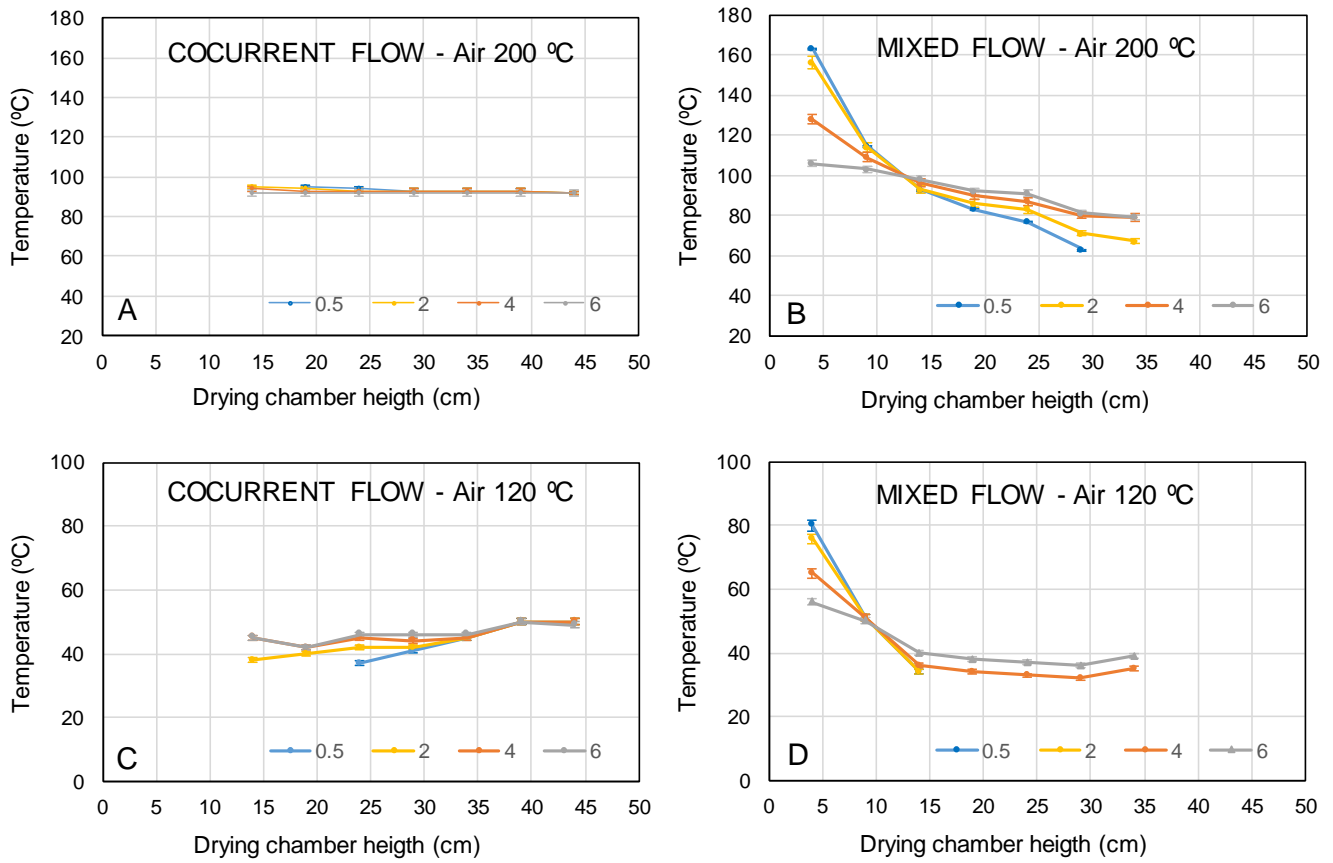 180
160
140
120
100
80
60
40
20
Temperature (ºC)
COCURRENT FLOW - Air 200 ºC
A
0.5 2 4 6
0 5 10 15 20 25 30 35 40 45 50
Drying chamber heigth (cm)
180
160
140
120
100
80
60
40
20
Temperature (ºC)
MIXED FLOW - Air 200 ºC
B
0.5 2 4 6
0 5 10 15 20 25 30 35 40 45 50
Drying chamber heigth (cm)
100
80
60
40
20
0
Temperature (ºC)
COCURRENT FLOW - Air 120 ºC
C
0.5 2 4 6
0 5 10 15 20 25 30 35 40 45 50
Drying chamber heigth (cm)
100
80
60
40
20
0
Temperature (ºC)
MIXED FLOW - Air 120 ºC
D
0.5 2 4 6
0 5 10 15 20 25 30 35 40 45 50
Drying chamber heigth (cm)